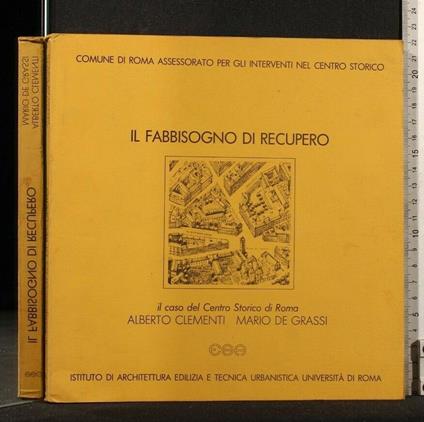 COMUNE DI ROMA ASSESSORATO PER GLI INTERVENTI NEL CENTRO STORICO
IL FABBISOGNO DI RECUPERO
il caso del Centro Storico di Roma
ALBERTO CLEMENTI MARIO DE GRASSI
ISTITUTO DI ARCHITETTURA EDILIZIA E TECNICA URBANISTICA UNIVERSITÀ DI ROMA
ALBERTO CLEMENTI
MARIO DE GRASSI
IL FABBISOGNO DI RECUPERO